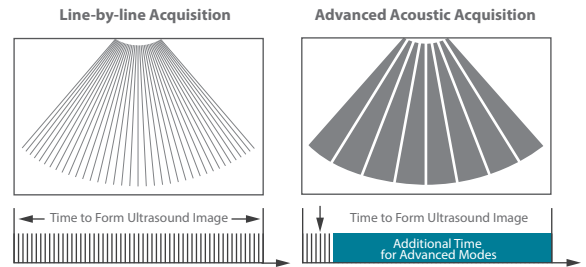 Line-by-line Acquisition
Advanced Acoustic Acquisition
Time to Form Ultrasound Image
Time to Form Ultrasound Image
Additional Time
for Advanced Modes